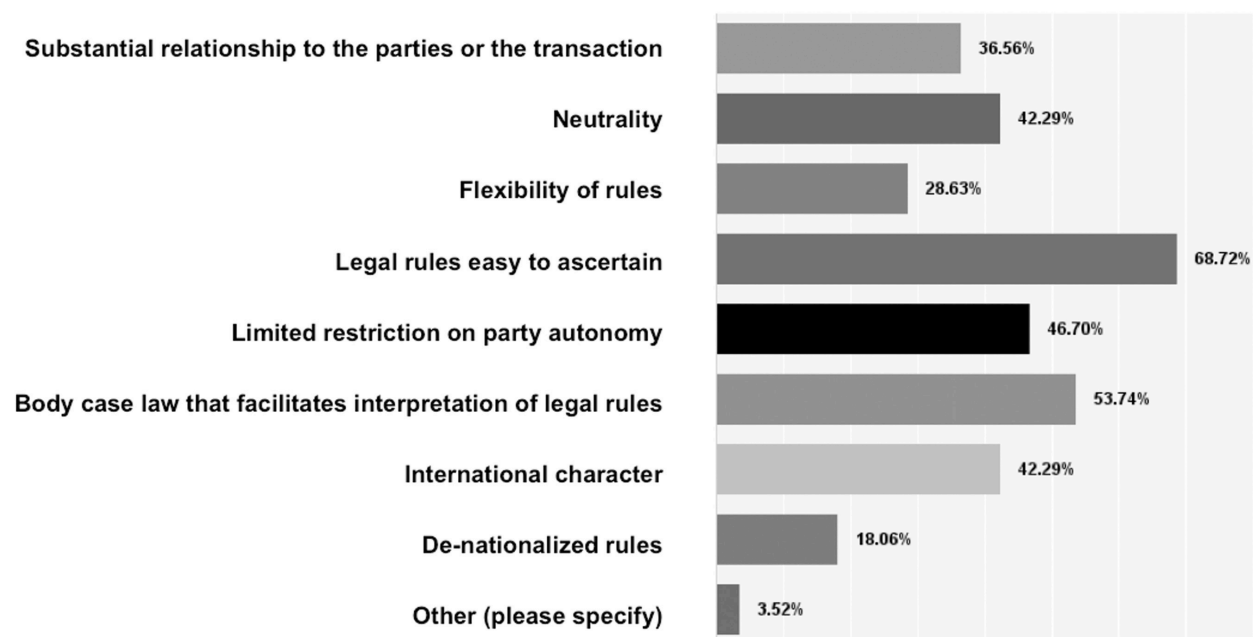 Substantial relationship to the parties or the transaction 36.56%
Neutrality 42.29%
Flexibility of rules 28.63%
Legal rules easy to ascertain 68.72%
Limited restriction on party autonomy 46.70%
Body case law that facilitates interpretation of legal rules 53.74%
International character 42.29%
De-nationalized rules 18.06%
Other (please specify) 3.52%